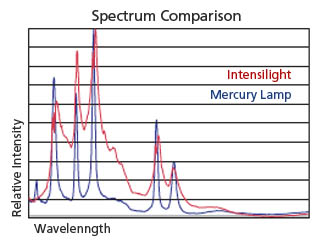 Spectrum Comparison
Intensilight
Mercury Lamp
Relative Intensity
Wavelenngth